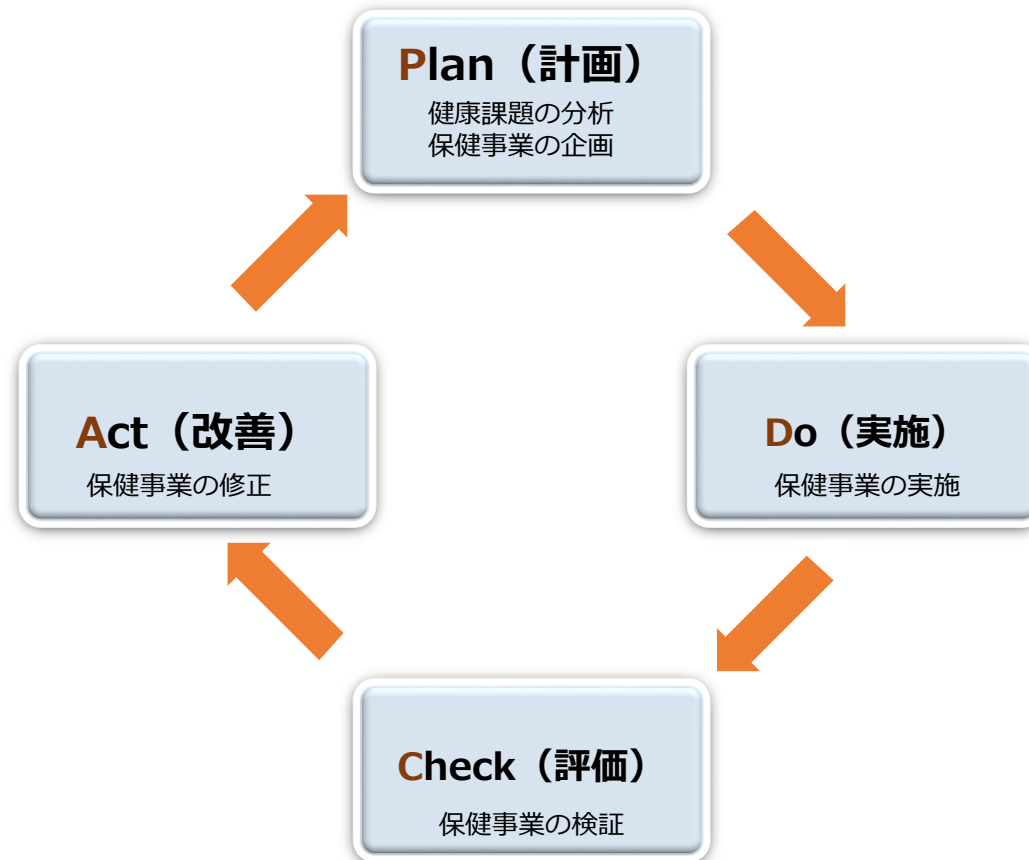 Plan（計画）
健康課題の分析
保健事業の企画
Act（改善）
保健事業の修正
Do（実施）
保健事業の実施
Check（評価）
保健事業の検証